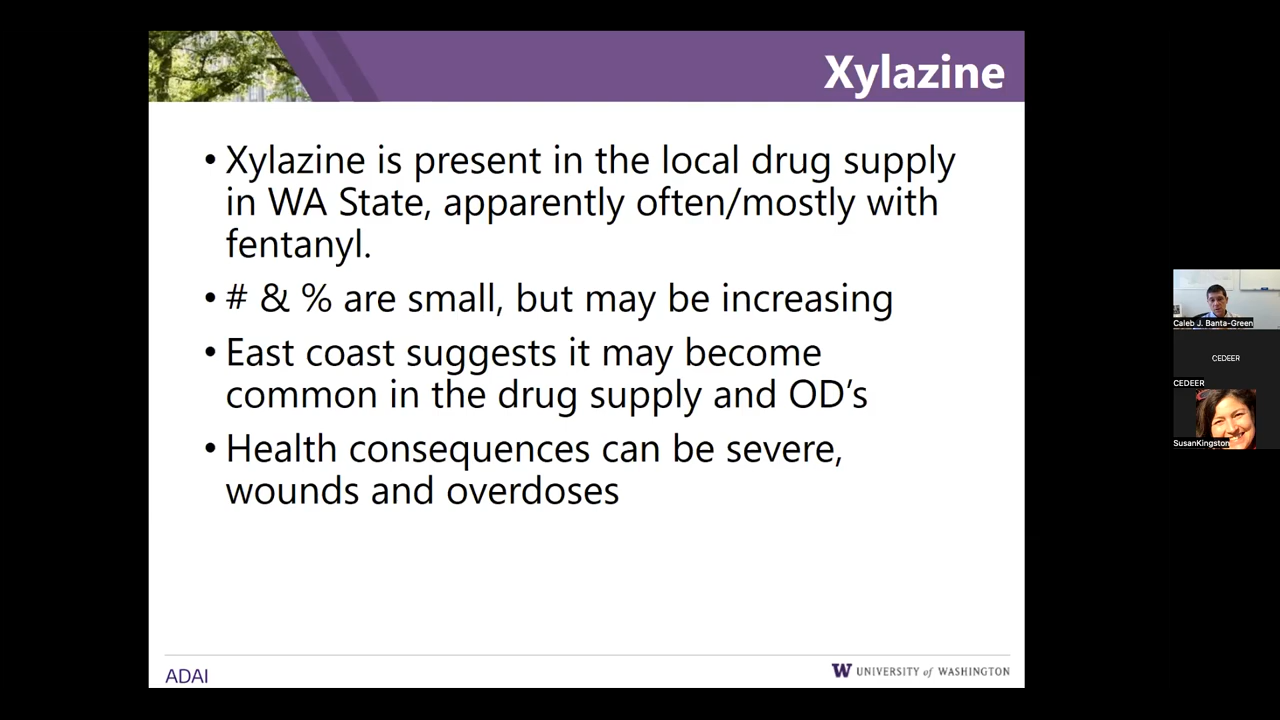 Xylazine
• Xylazine is present in the local drug supply
in WA State, apparently often/mostly with
fentanyl.
• # & % are small, but may be increasing
• East coast suggests it may become
common in the drug supply and OD’s
• Health consequences can be severe,
wounds and overdoses
ADAI
W UNIVERSITY of WASHINGTON
Caleb J. Banta-Green
CEDEER
CEDEER
SusanKingston